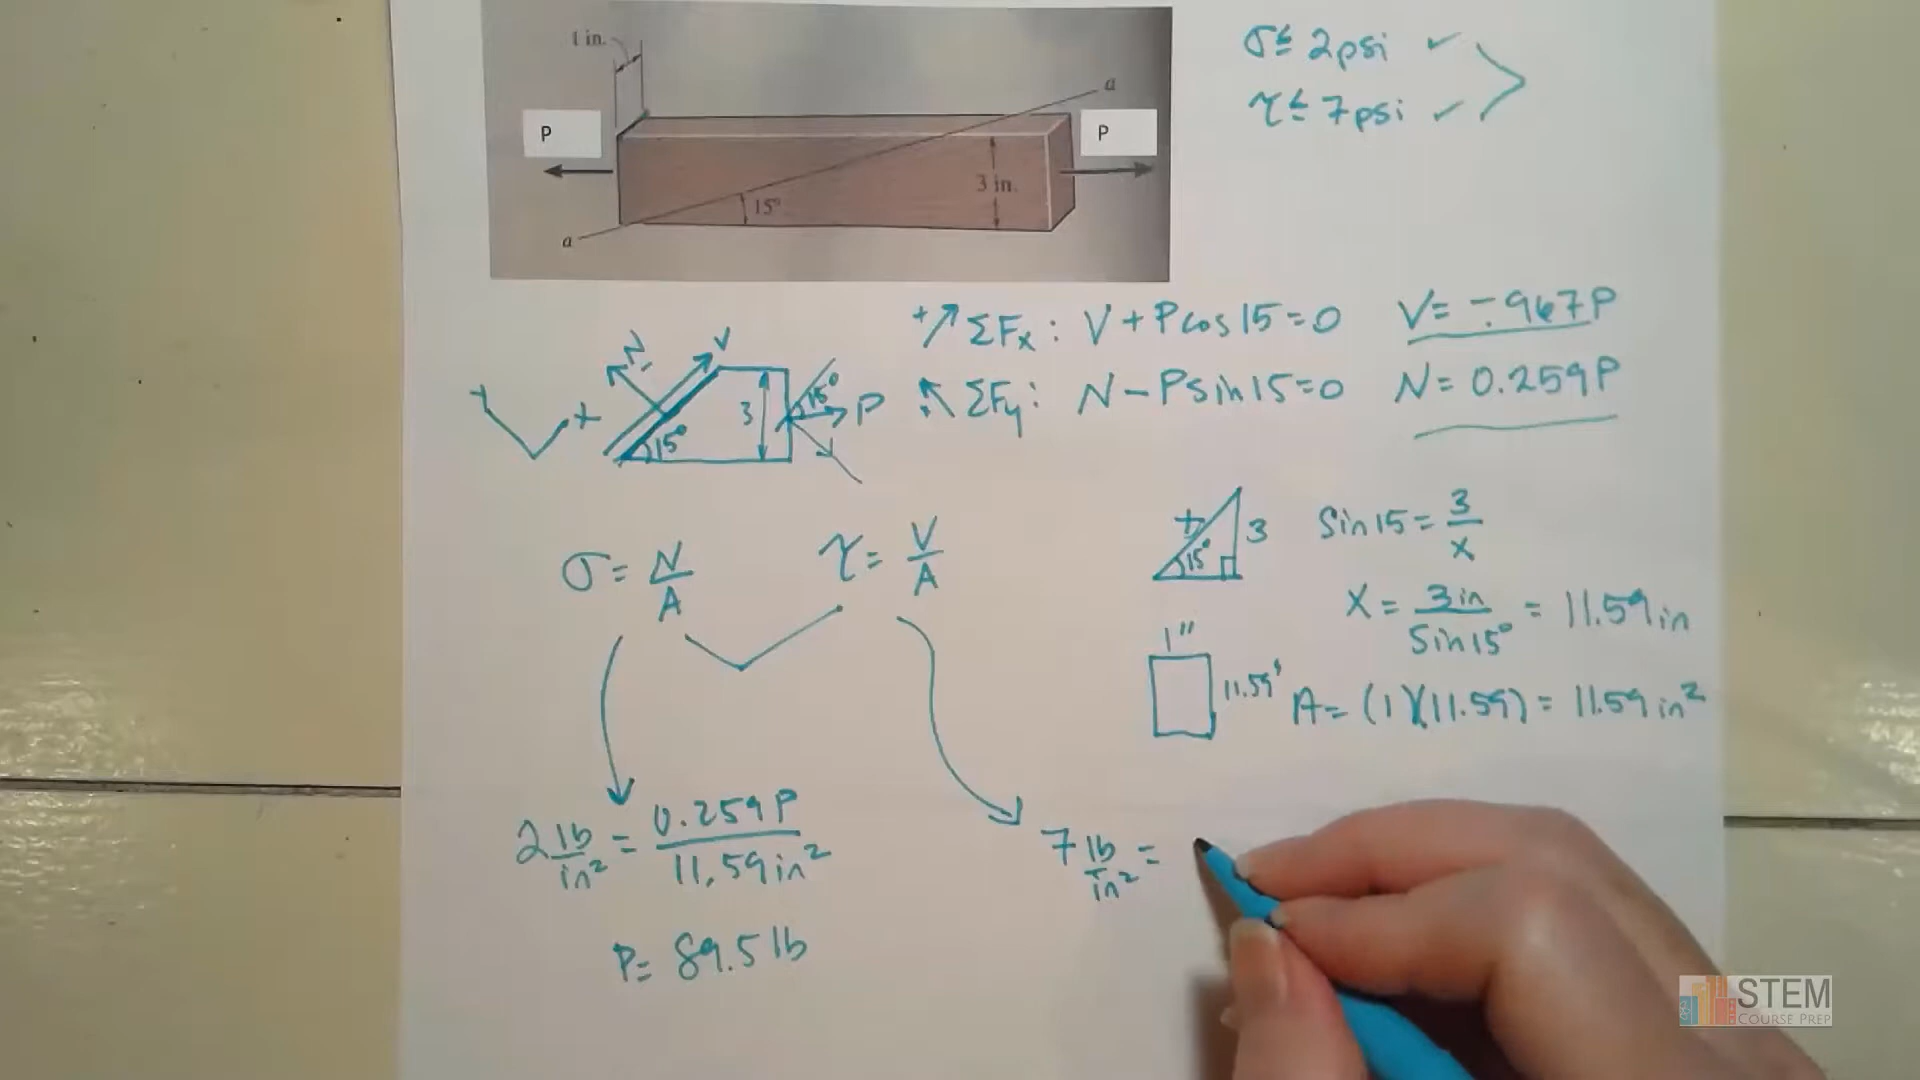 1 in.
P
P
a
3 in.
15°
a
σ ≤ 2psi ✓
τ ≤ 7psi ✓
+↗ ΣFx: V + Pcos15 = 0 V = -.967P
↖ ΣFy: N - Psin15 = 0 N = 0.259P
N V
Y X 15° 3 15° P
σ = N/A
τ = V/A
x 15° 3
Sin15 = 3/x
X = 3in/Sin15° = 11.59in
1"
11.59' A = (1)(11.59) = 11.59in²
2 lb/in² = 0.259P/11.59in²
P = 89.5 lb
7 lb/in² =
STEM
COURSE PREP